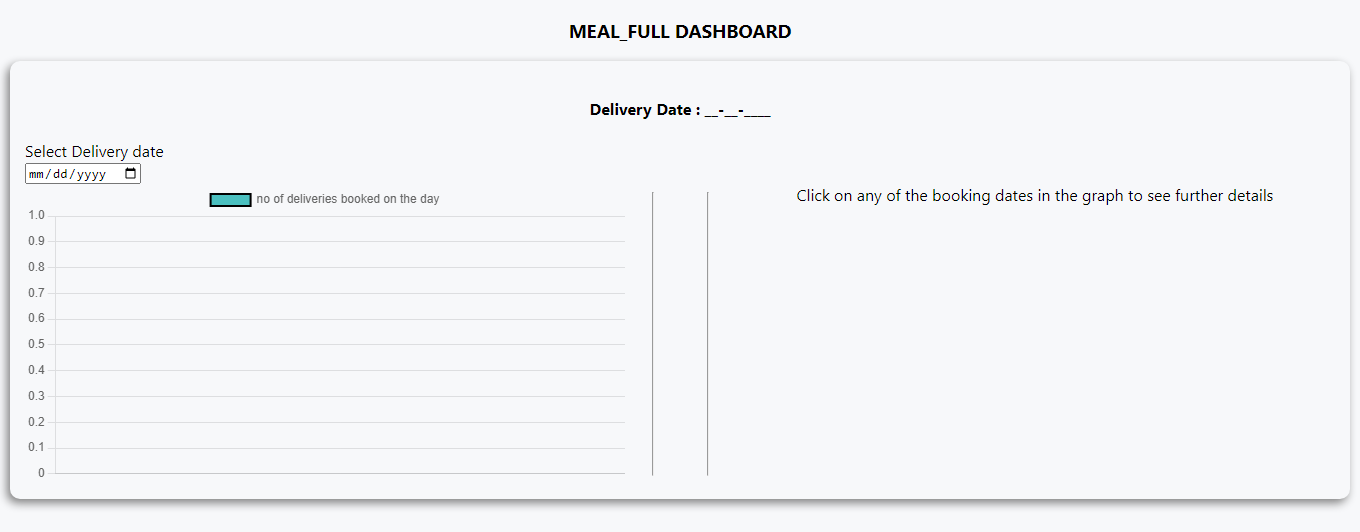 MEAL_FULL DASHBOARD
Delivery Date : __-__-____
Select Delivery date
mm/dd/yyyy
no of deliveries booked on the day
1.0
0.9
0.8
0.7
0.6
0.5
0.4
0.3
0.2
0.1
0
Click on any of the booking dates in the graph to see further details